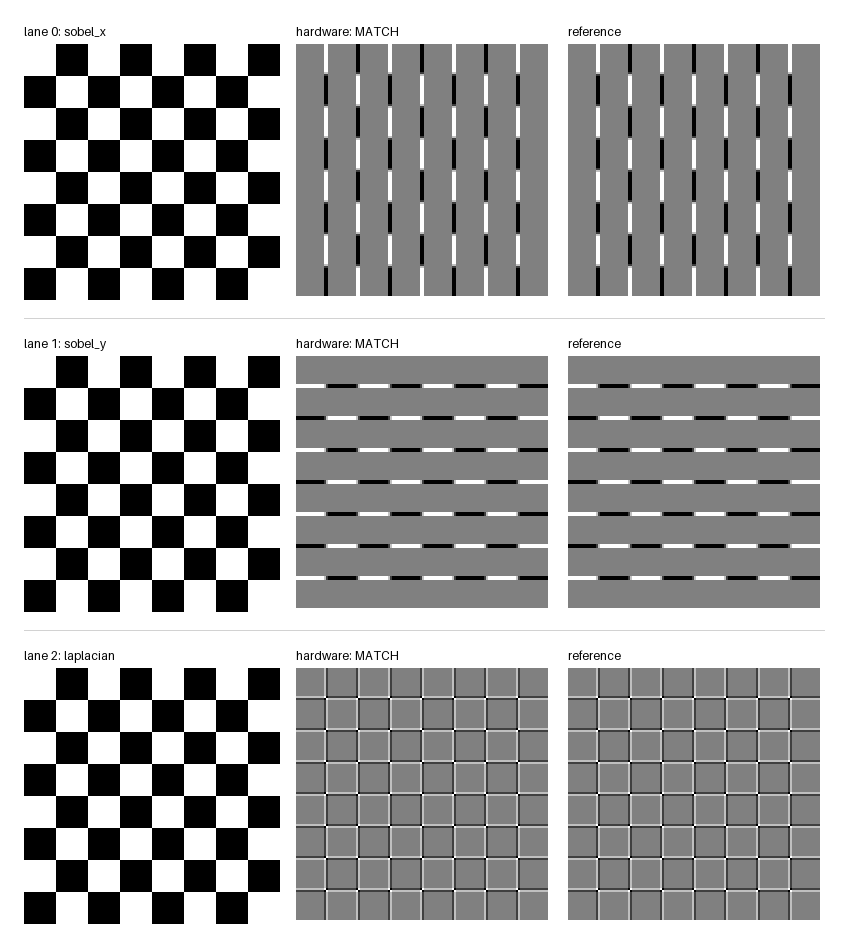 lane 0: sobel_x
hardware: MATCH
reference
lane 1: sobel_y
hardware: MATCH
reference
lane 2: laplacian
hardware: MATCH
reference